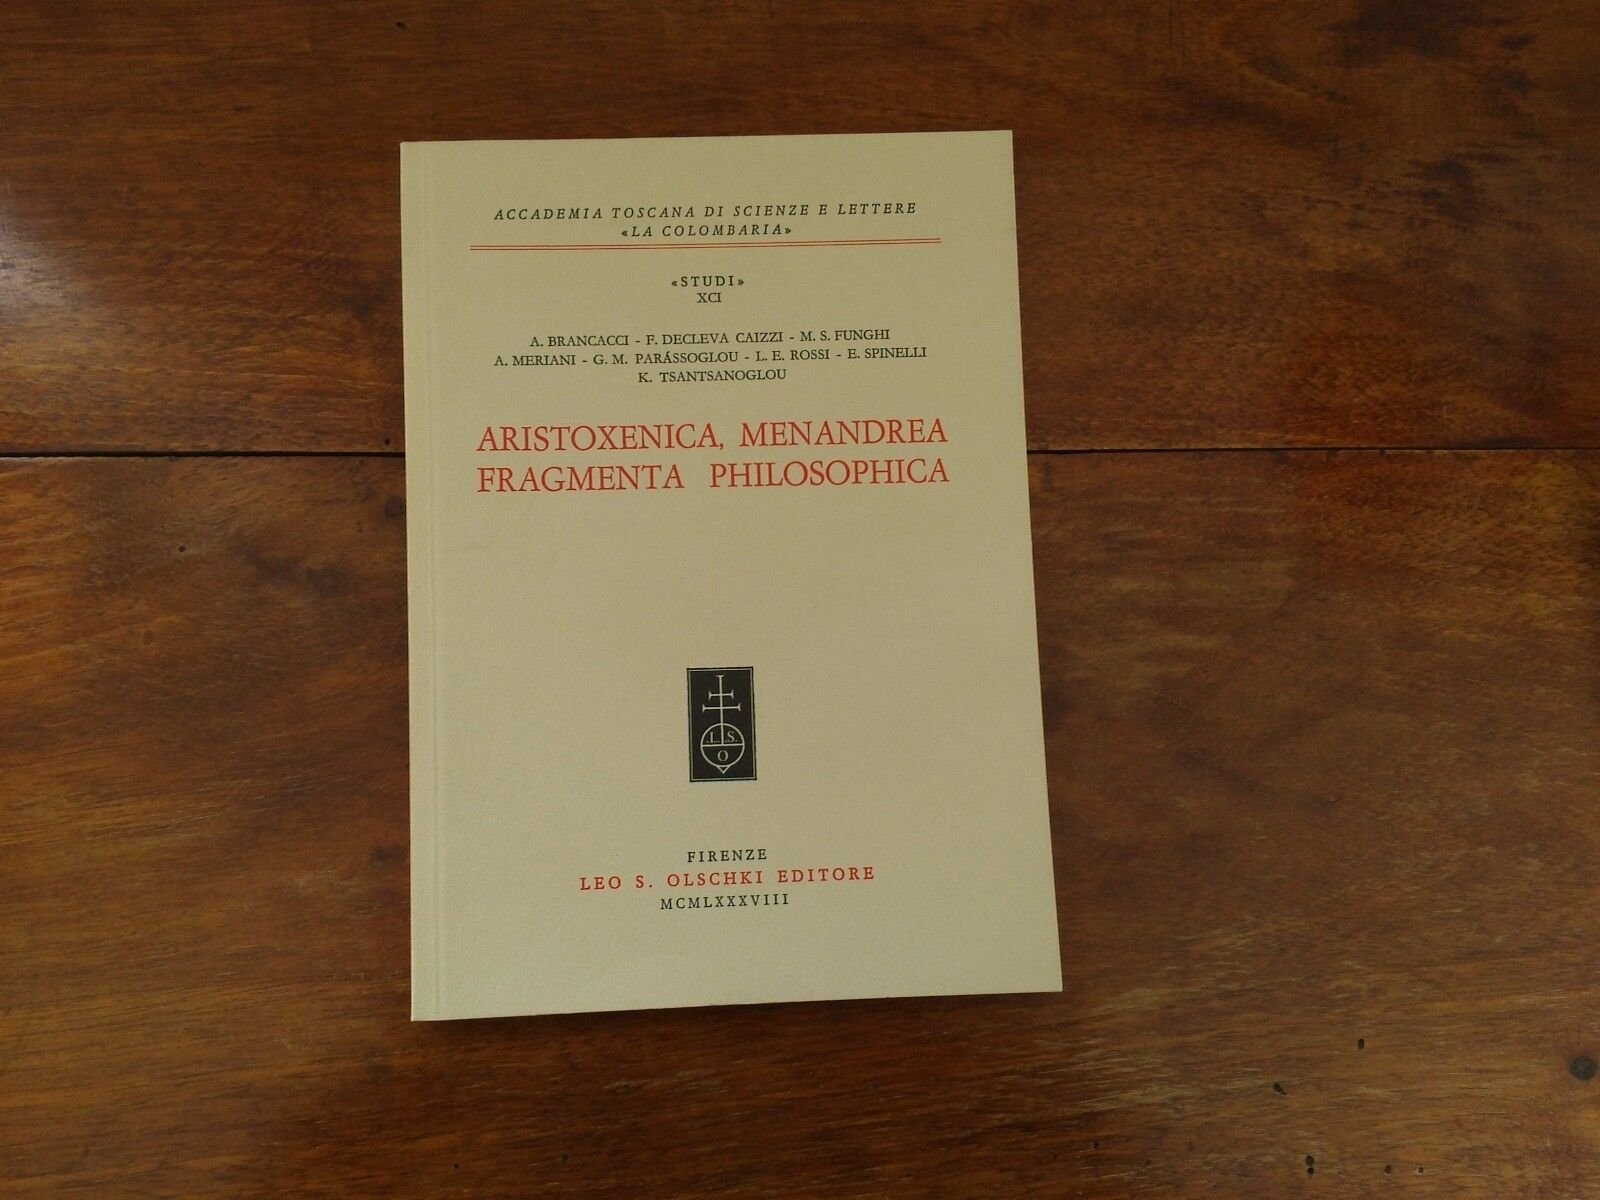 ACCADEMIA TOSCANA DI SCIENZE E LETTERE
«LA COLOMBARIA»
«STUDI»
XCI
A. BRANCACCI - F. DECLEVA CAIZZI - M. S. FUNGHI
A. MERIANI - G. M. PARÁSSOGLOU - L. E. ROSSI - E. SPINELLI
K. TSANTSANOGLOU
ARISTOXENICA, MENANDREA
FRAGMENTA PHILOSOPHICA
.L. .S.
O
FIRENZE
LEO S. OLSCHKI EDITORE
MCMLXXXVIII